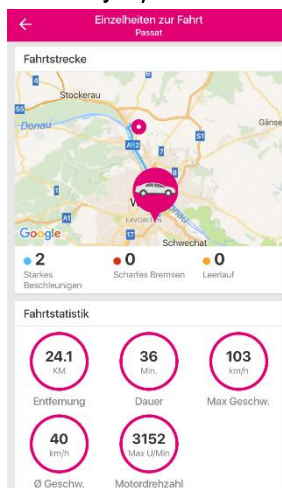 Einzelheiten zur Fahrt
Passat
Fahrtstrecke
Stockerau
S5
Donau
S1
Gänse
A22
A1
FAVORITEN
Google
Schwechat
2
0
0
Starkes
Beschleunigen
Scharfes Bremsen
Leerlauf
Fahrtstatistik
24.1
KM
36
Min.
103
km/h
Entfernung
Dauer
Max Geschw.
40
km/h
3152
Max U/Min
Ø Geschw.
Motordrehzahl